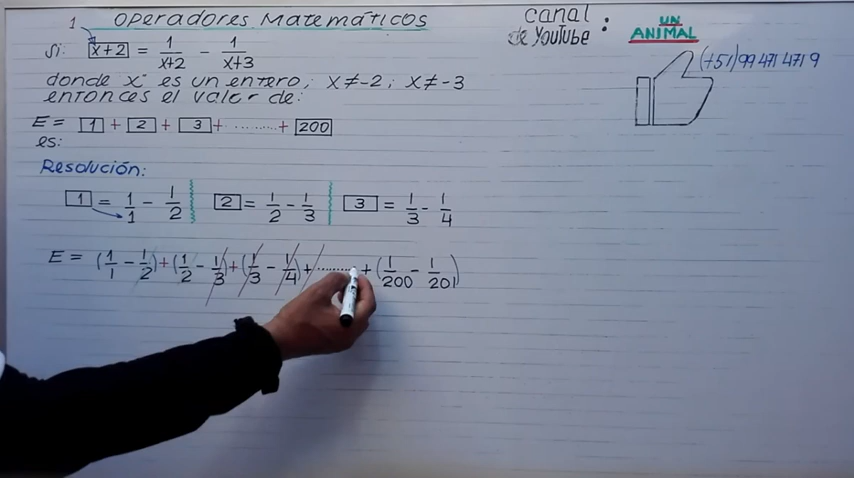 1 OPERADORES MATEMÁTICOS
canal de YouTube: UN ANIMAL
Si: x+2 = 1/(x+2) - 1/(x+3)
(+51) 99 471 4719
donde "x" es un entero; x≠-2; x≠-3
entonces el valor de:
E = 1 + 2 + 3 + ........ + 200
es:
Resolución:
1 = 1/1 - 1/2 2 = 1/2 - 1/3 3 = 1/3 - 1/4
E = (1/1 - 1/2) + (1/2 - 1/3) + (1/3 - 1/4) + ........ + (1/200 - 1/201)